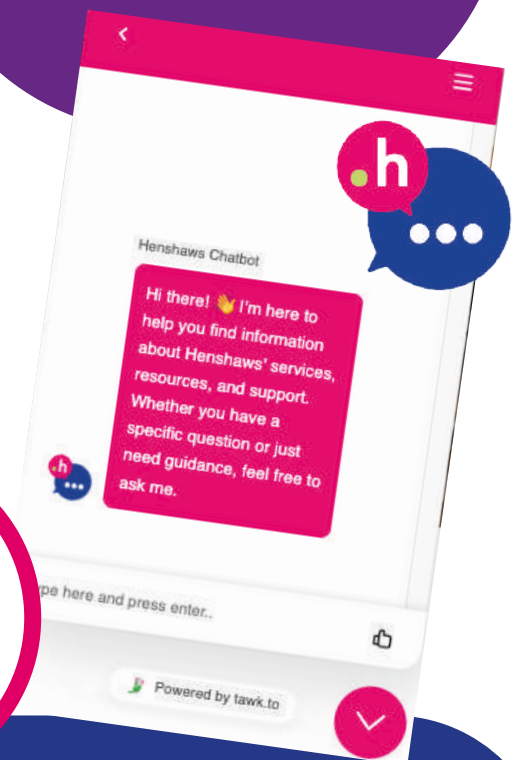 .h
Henshaws Chatbot
Hi there! 👋 I'm here to
help you find information
about Henshaws' services,
resources, and support.
Whether you have a
specific question or just
need guidance, feel free to
ask me.
.h
pe here and press enter..
Powered by tawk.to